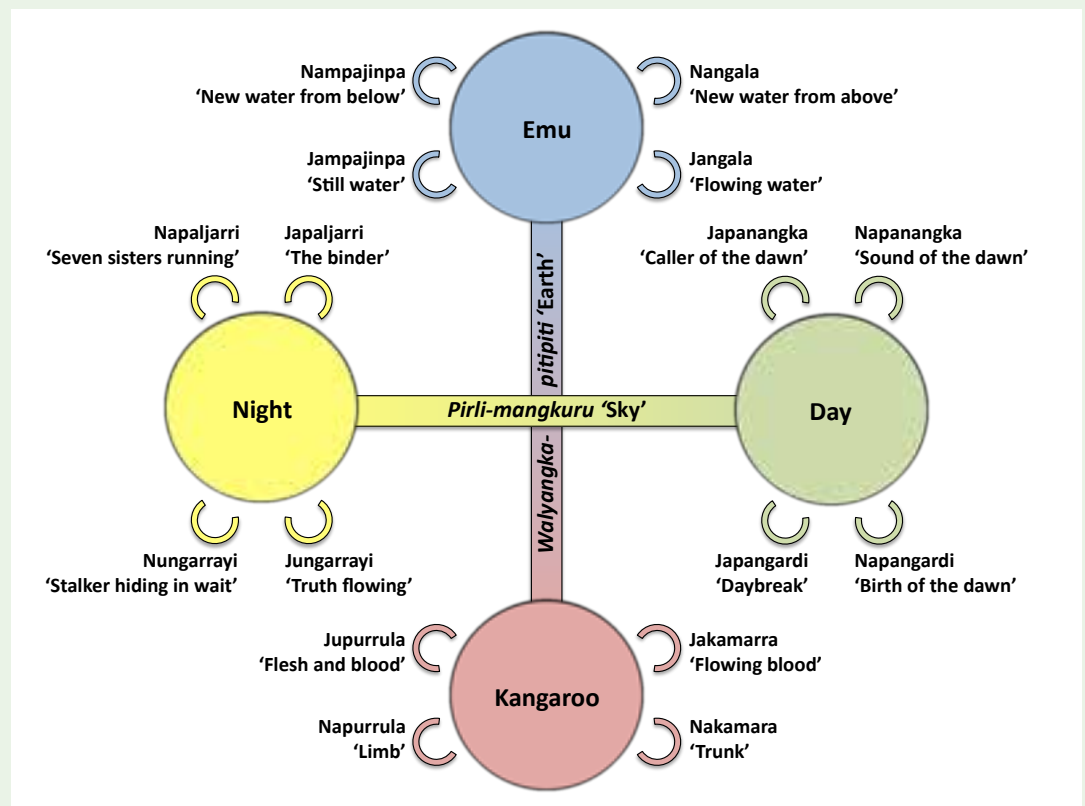 Nampajinpa
‘New water from below’
Nangala
‘New water from above’
Emu
Jampajinpa
‘Still water’
Jangala
‘Flowing water’
Napaljarri
‘Seven sisters running’
Japaljarri
‘The binder’
Japanangka
‘Caller of the dawn’
Napanangka
‘Sound of the dawn’
Night
Pirli-mangkuru ‘Sky’
Day
Walyangka-pitipiti ‘Earth’
Nungarrayi
‘Stalker hiding in wait’
Jungarrayi
‘Truth flowing’
Japangardi
‘Daybreak’
Napangardi
‘Birth of the dawn’
Jupurrula
‘Flesh and blood’
Jakamarra
‘Flowing blood’
Kangaroo
Napurrula
‘Limb’
Nakamara
‘Trunk’